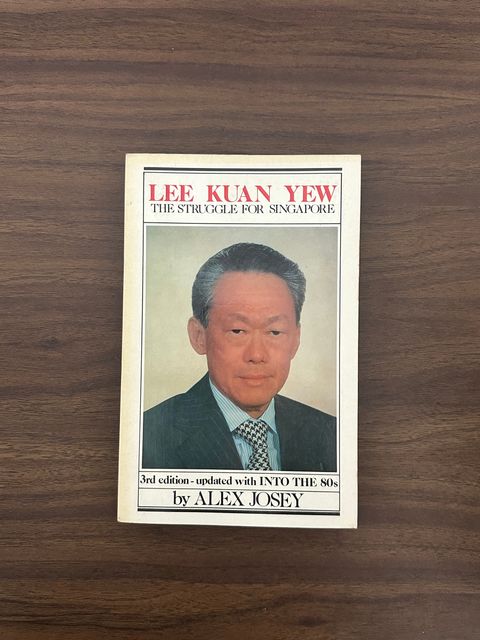 LEE KUAN YEW
THE STRUGGLE FOR SINGAPORE
3rd edition - updated with INTO THE 80s
by ALEX JOSEY